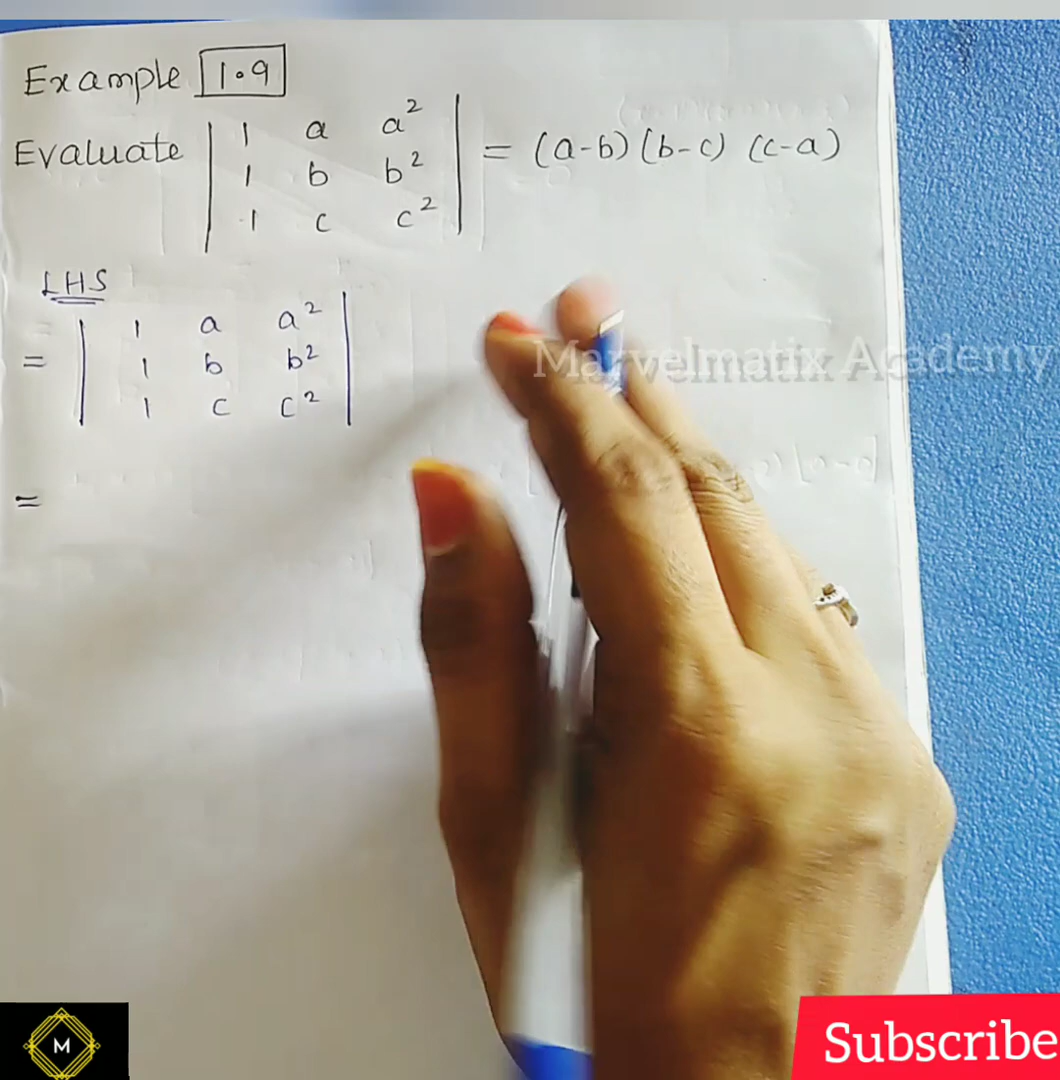 Example 1.9
Evaluate | 1 a a² | = (a-b) (b-c) (c-a)
| 1 b b² |
| 1 c c² |
LHS
= | 1 a a² |
| 1 b b² |
| 1 c c² |
Marvelmatix Academy
=
M
Subscribe